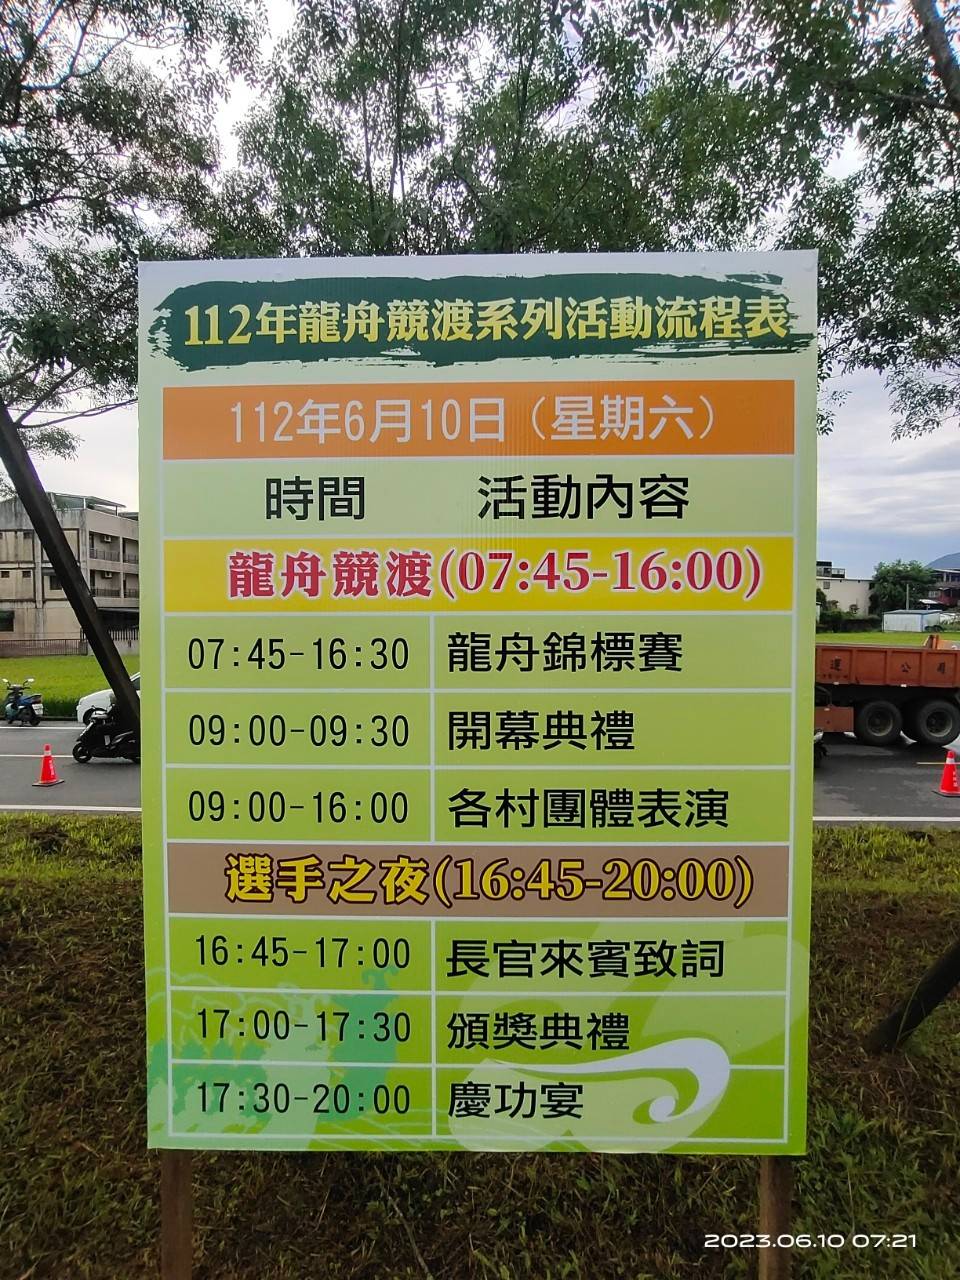 112年龍舟競渡系列活動流程表
112年6月10日（星期六）
時間 活動內容
龍舟競渡(07:45-16:00)
07:45-16:30 龍舟錦標賽
09:00-09:30 開幕典禮
09:00-16:00 各村團體表演
選手之夜(16:45-20:00)
16:45-17:00 長官來賓致詞
17:00-17:30 頒獎典禮
17:30-20:00 慶功宴
運公司
2023.06.10 07:21